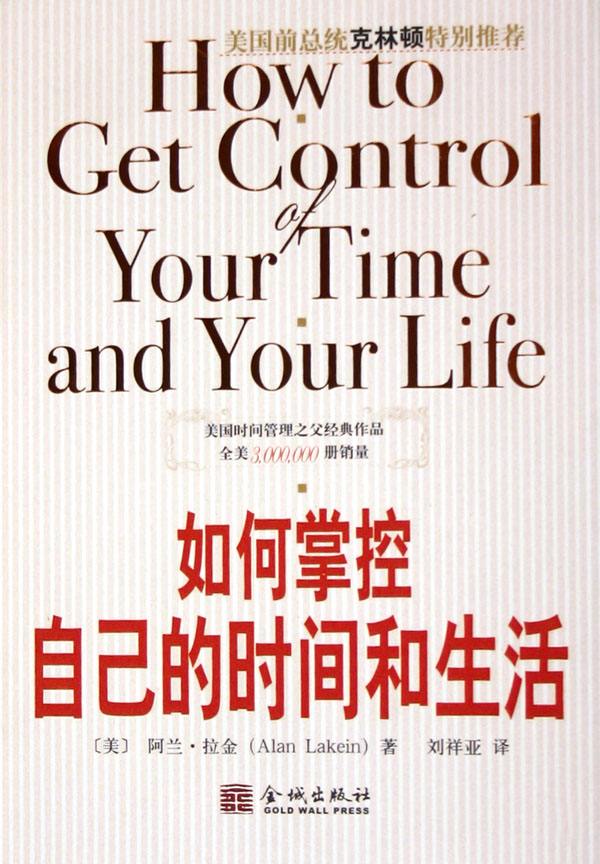 美国前总统克林顿特别推荐
How to
Get Control
of
Your Time
and Your Life
美国时间管理之父经典作品
全美3,000,000册销量
如何掌控
自己的时间和生活
〔美〕 阿兰·拉金(Alan Lakein)著 刘祥亚 译
金城出版社
GOLD WALL PRESS